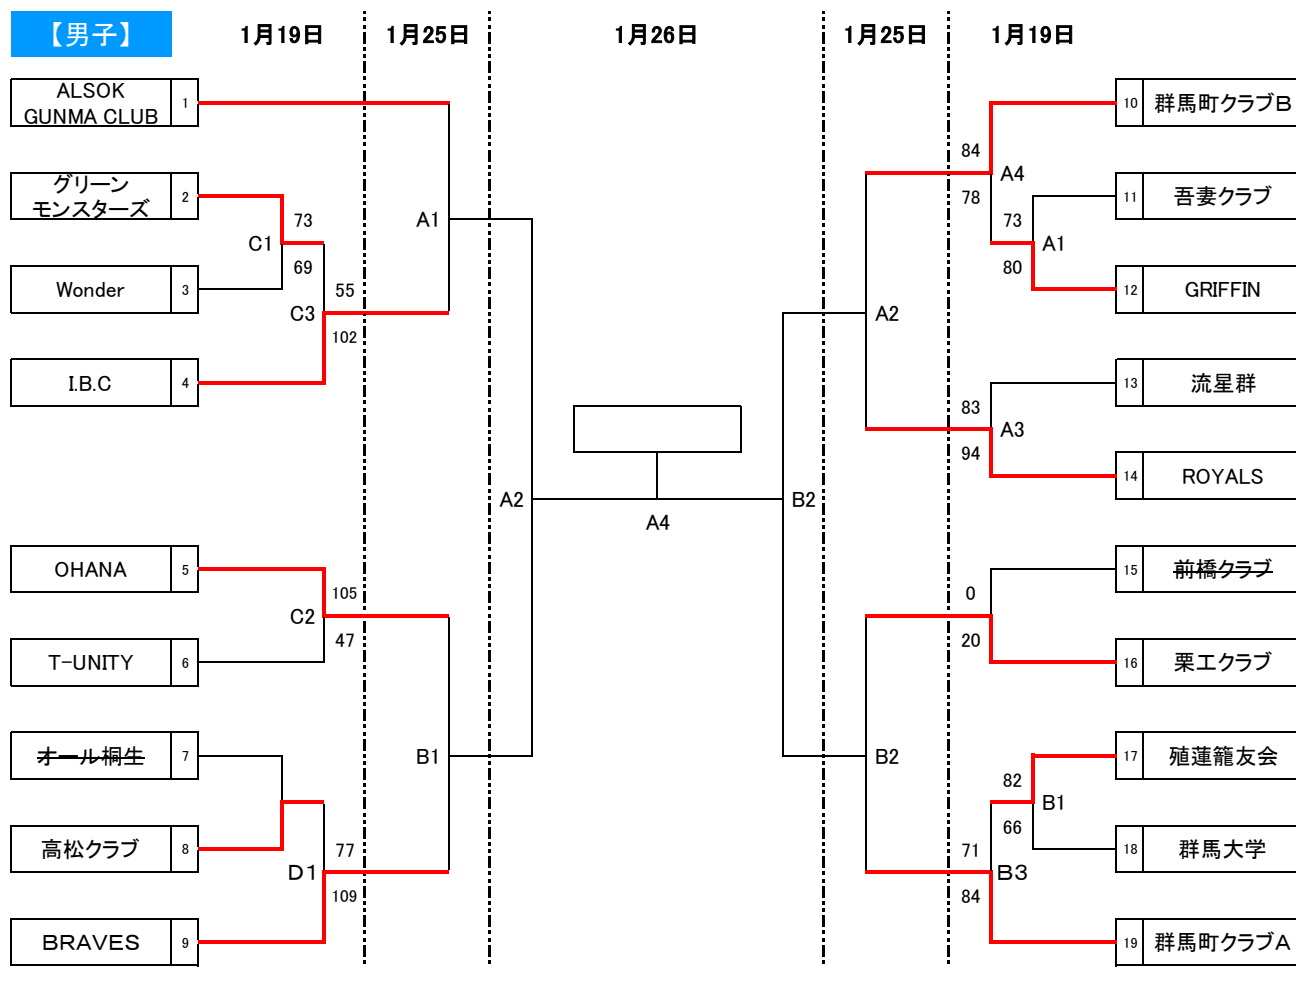 【男子】
1月19日
1月25日
1月26日
1月25日
1月19日
ALSOK
GUNMA CLUB
1
グリーン
モンスターズ
2
Wonder
3
I.B.C
4
OHANA
5
T-UNITY
6
オール桐生
7
高松クラブ
8
BRAVES
9
73
C1
69
55
C3
102
105
C2
47
77
D1
109
A1
B1
A2
A4
B2
A2
B2
84
A4
78
73
A1
80
83
A3
94
0
20
82
B1
66
71
B3
84
10
群馬町クラブB
11
吾妻クラブ
12
GRIFFIN
13
流星群
14
ROYALS
15
前橋クラブ
16
栗工クラブ
17
殖蓮籠友会
18
群馬大学
19
群馬町クラブA